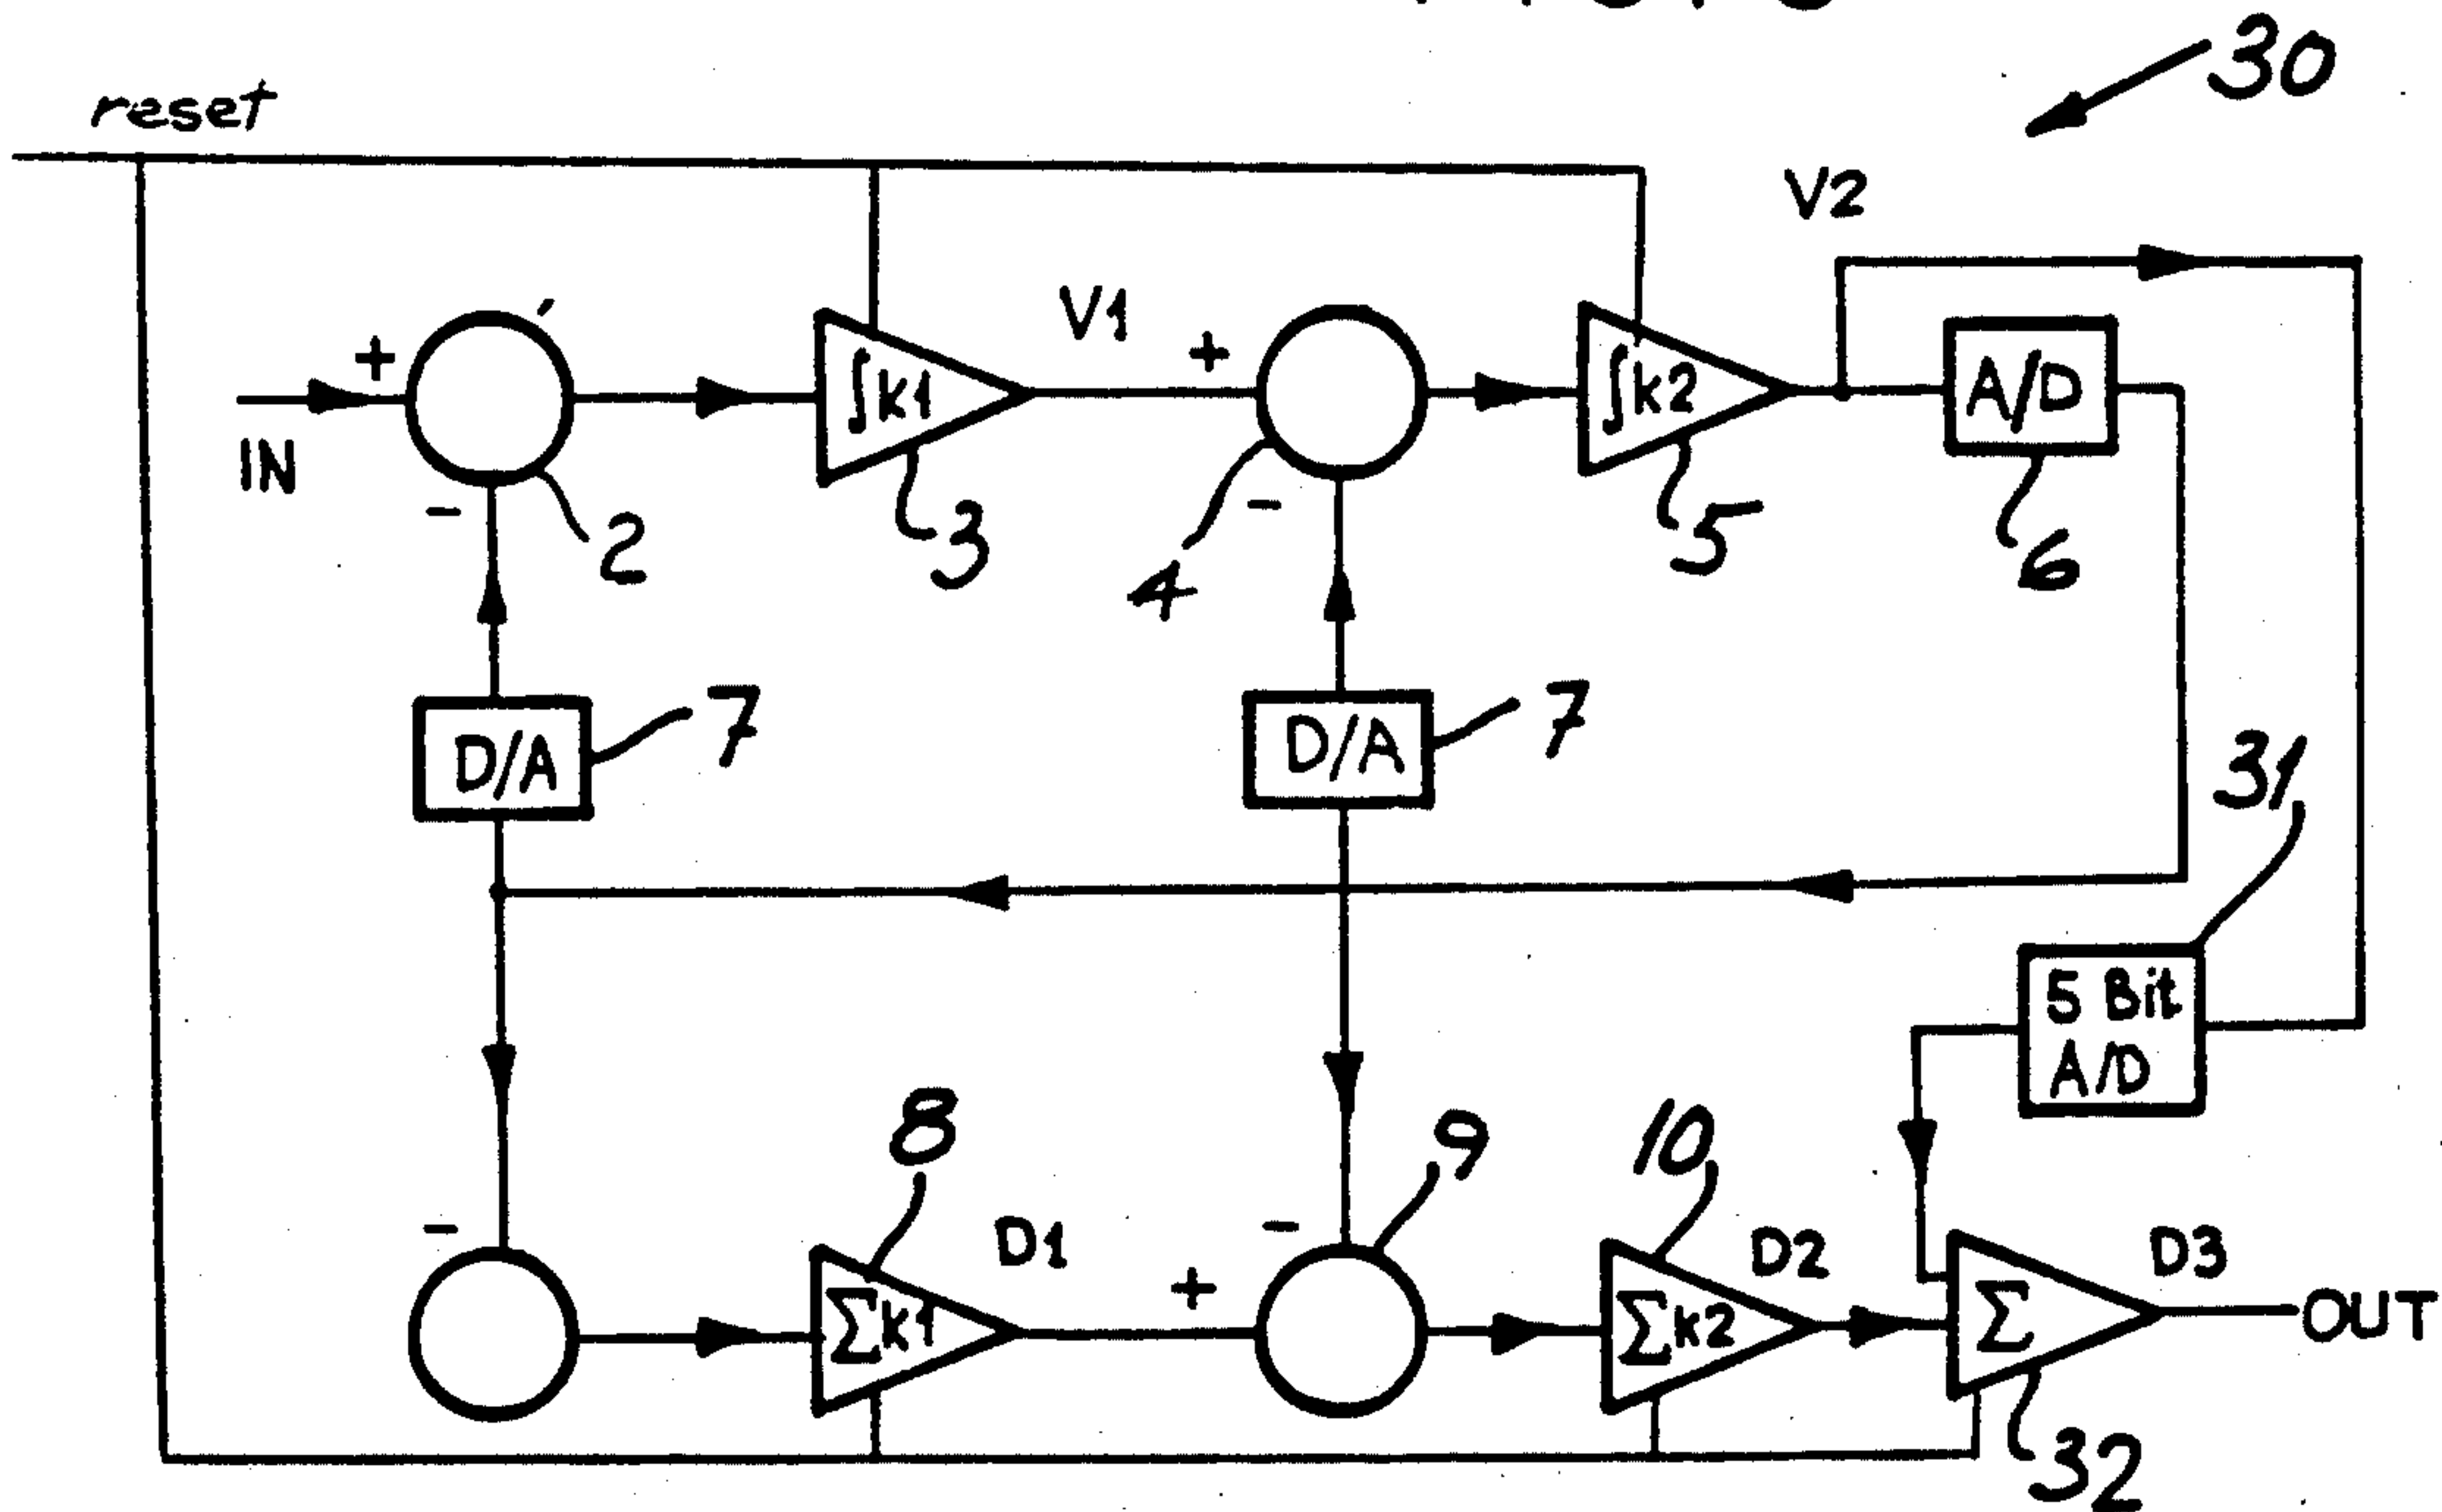 30
reset
V2
V1
+
+
∫k1
∫k2
A/D
IN
-
-
2
3
4
5
6
D/A
7
D/A
7
31
5 Bit
A/D
8
9
10
-
D1
-
D2
D3
+
Σk1
Σk2
Σ
OUT
32